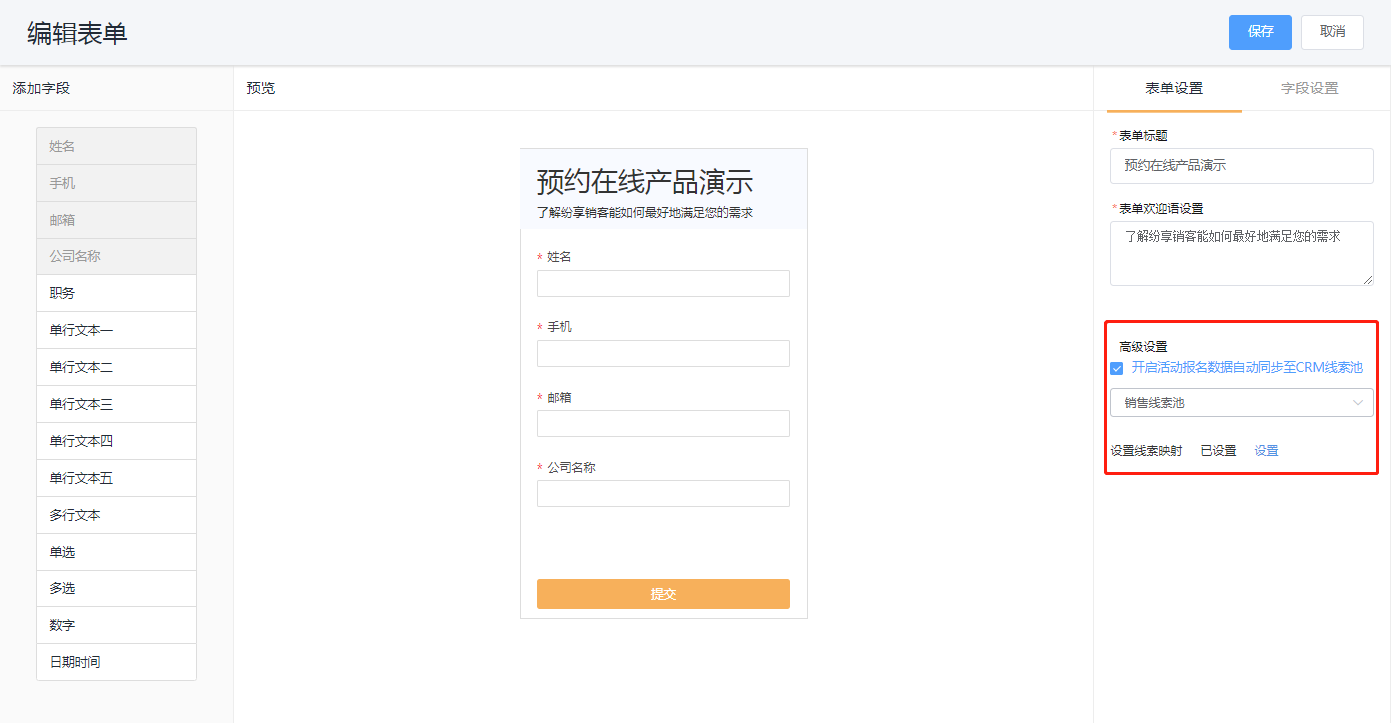 编辑表单
保存
取消
添加字段
姓名
手机
邮箱
公司名称
职务
单行文本一
单行文本二
单行文本三
单行文本四
单行文本五
多行文本
单选
多选
数字
日期时间
预览
预约在线产品演示
了解纷享销客能如何最好地满足您的需求
* 姓名
* 手机
* 邮箱
* 公司名称
提交
表单设置 字段设置
*表单标题
预约在线产品演示
*表单欢迎语设置
了解纷享销客能如何最好地满足您的需求
高级设置
开启活动报名数据自动同步至CRM线索池
销售线索池
设置线索映射 已设置 设置